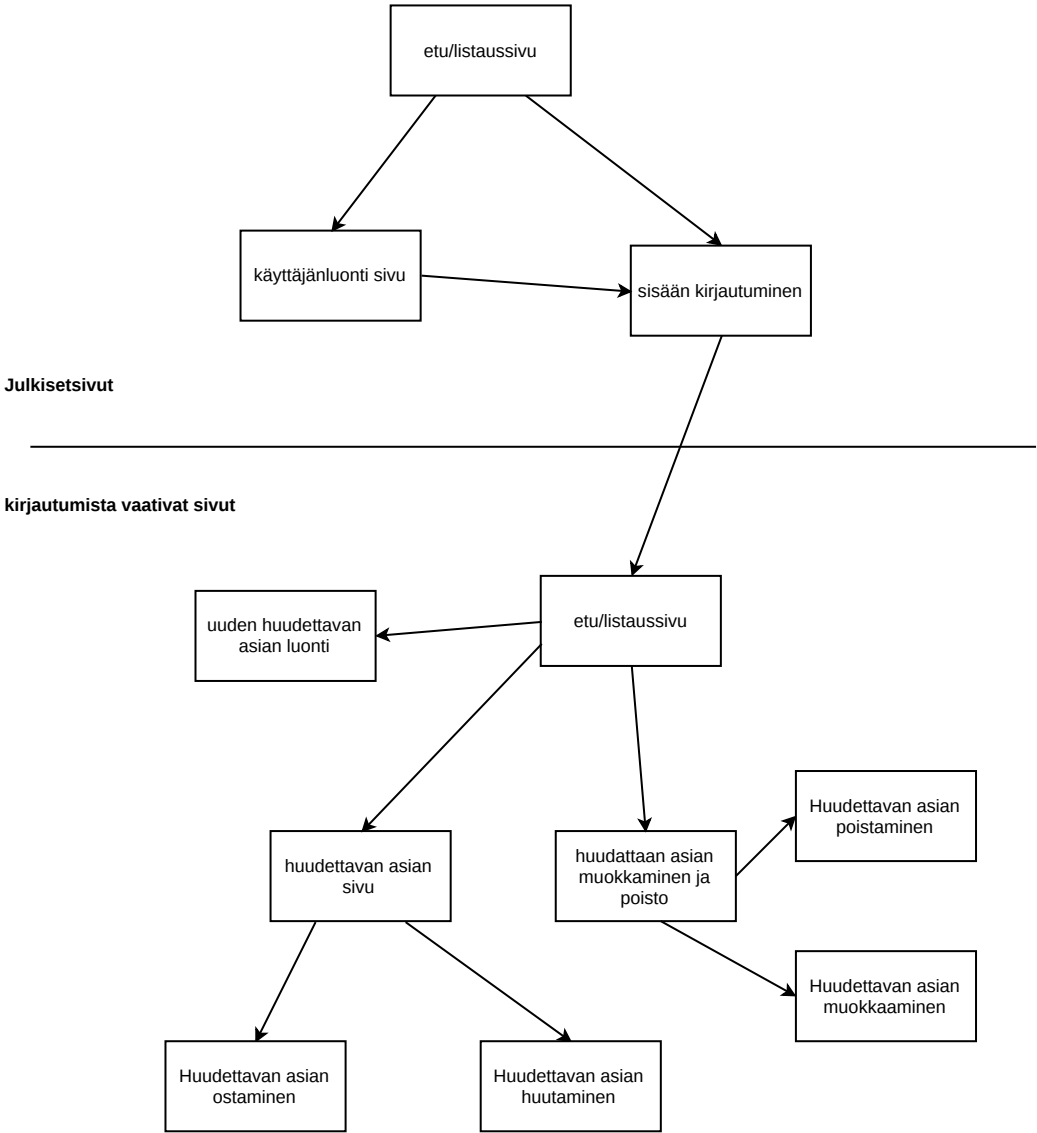 etu/listaussivu
käyttäjänluonti sivu
sisään kirjautuminen
Julkisetsivut
kirjautumista vaativat sivut
uuden huudettavan
asian luonti
etu/listaussivu
huudettavan asian
sivu
huudattaan asian
muokkaminen ja
poisto
Huudettavan asian
poistaminen
Huudettavan asian
muokkaaminen
Huudettavan asian
ostaminen
Huudettavan asian
huutaminen